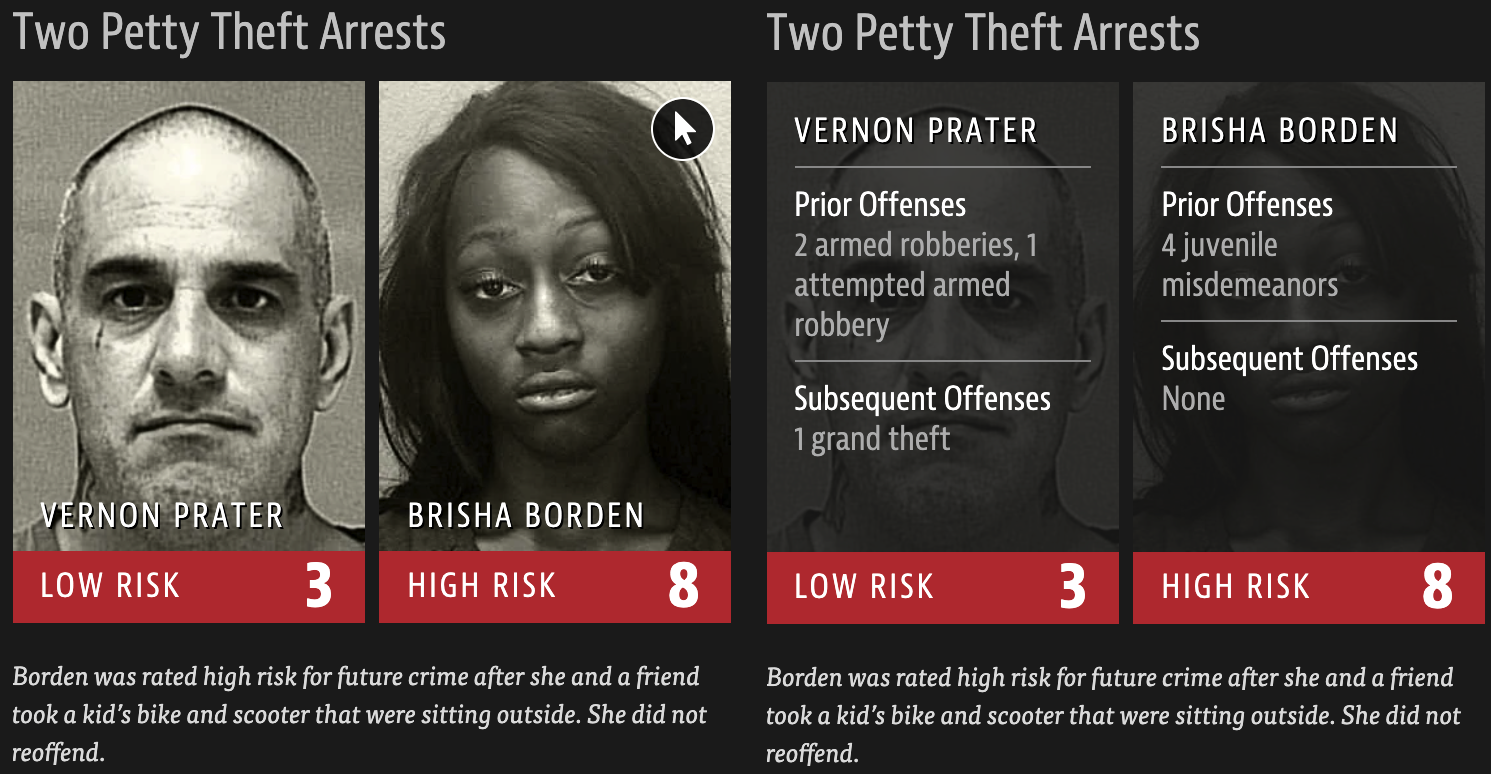 Two Petty Theft Arrests
VERNON PRATER
LOW RISK 3
BRISHA BORDEN
HIGH RISK 8
Borden was rated high risk for future crime after she and a friend
took a kid’s bike and scooter that were sitting outside. She did not
reoffend.
Two Petty Theft Arrests
VERNON PRATER
Prior Offenses
2 armed robberies, 1
attempted armed
robbery
Subsequent Offenses
1 grand theft
LOW RISK 3
BRISHA BORDEN
Prior Offenses
4 juvenile
misdemeanors
Subsequent Offenses
None
HIGH RISK 8
Borden was rated high risk for future crime after she and a friend
took a kid’s bike and scooter that were sitting outside. She did not
reoffend.